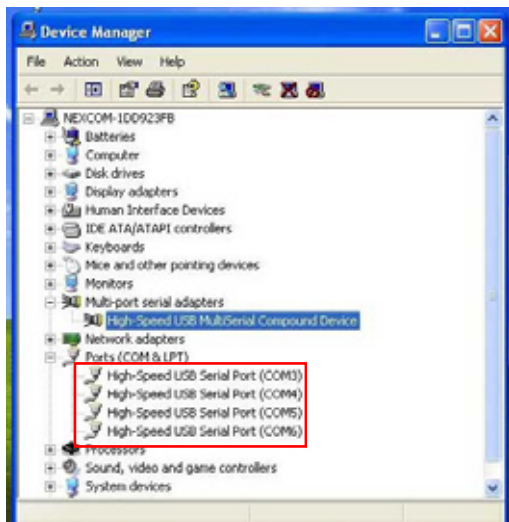 Device Manager
File Action View Help
NEXCOM-1DD923FB
Batteries
Computer
Disk drives
Display adapters
Human Interface Devices
IDE ATA/ATAPI controllers
Keyboards
Mice and other pointing devices
Monitors
Multi-port serial adapters
High-Speed USB MultiSerial Compound Device
Network adapters
Ports (COM & LPT)
High-Speed USB Serial Port (COM3)
High-Speed USB Serial Port (COM4)
High-Speed USB Serial Port (COM5)
High-Speed USB Serial Port (COM6)
Processors
Sound, video and game controllers
System devices